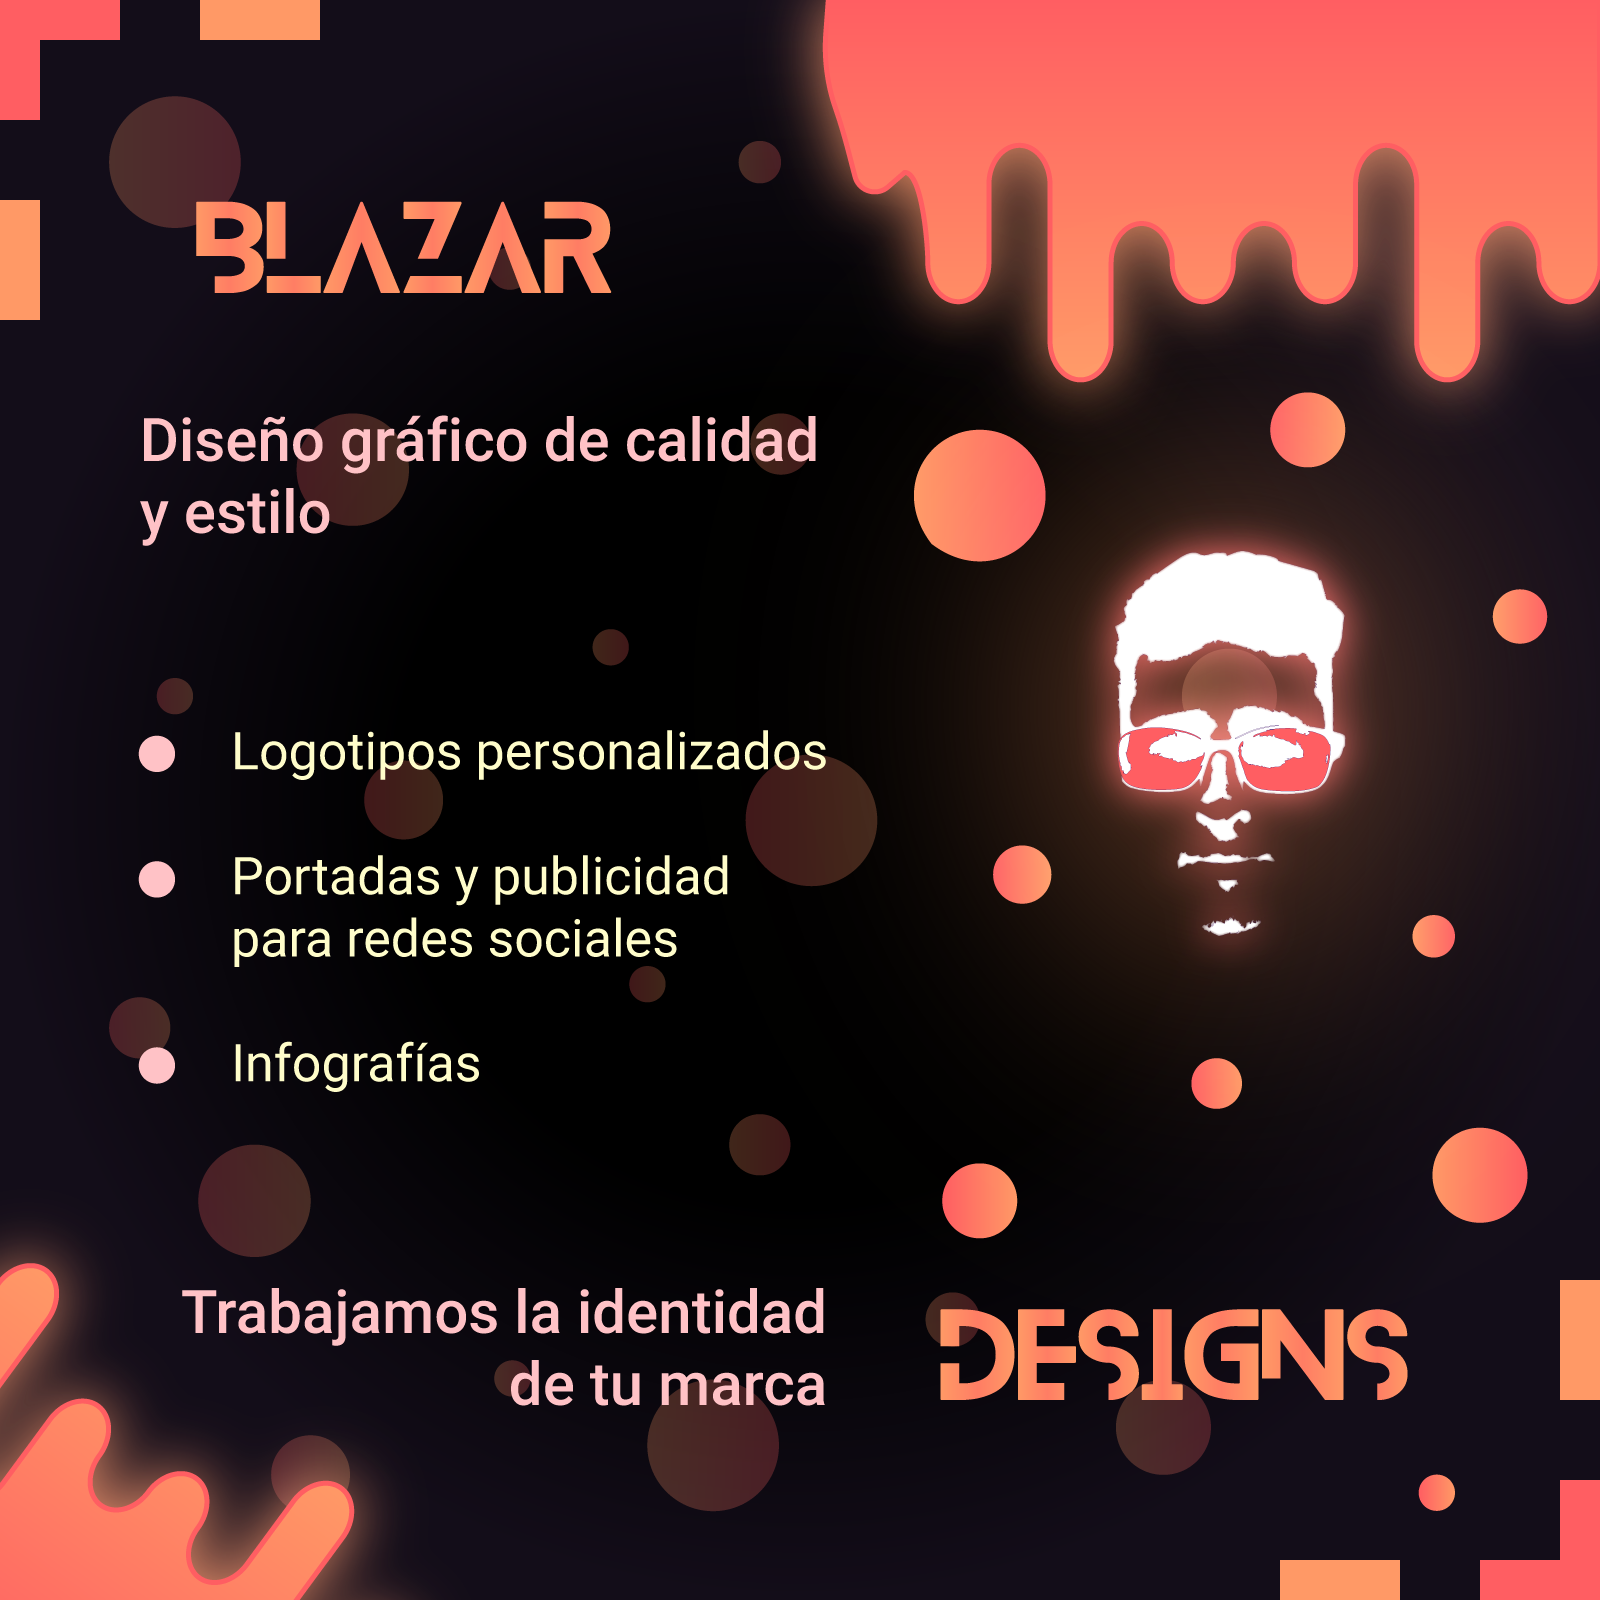 BLAZAR
Diseño gráfico de calidad
y estilo
Logotipos personalizados
Portadas y publicidad
para redes sociales
Infografías
Trabajamos la identidad
de tu marca
DESIGNS